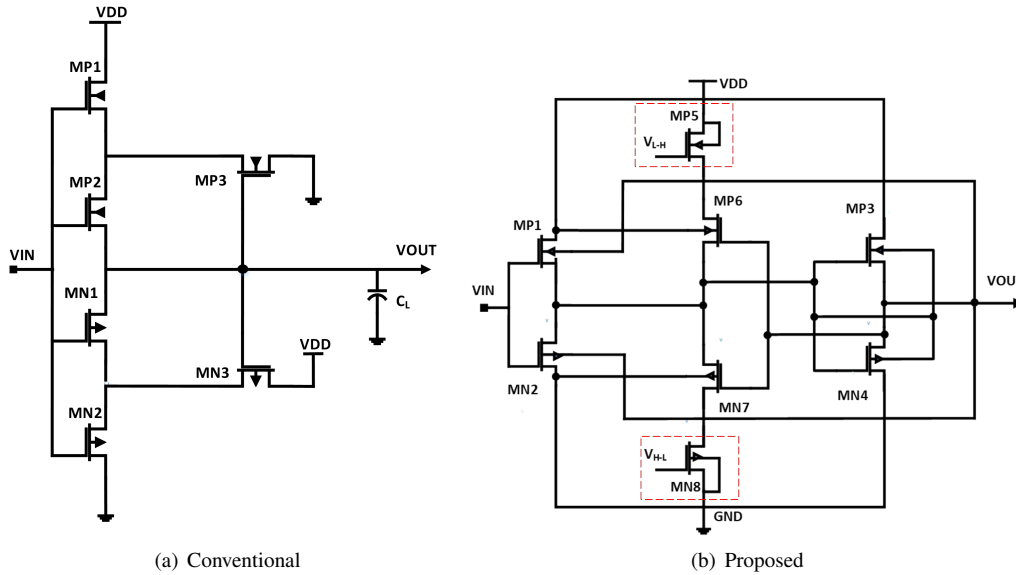 VDD
MP1
MP2
MP3
VIN
VOUT
CL
MN1
VDD
MN3
MN2
(a) Conventional
VDD
MP5
VL-H
MP6
MP1
MP3
VIN
VOU
MN2
MN7
MN4
VH-L
MN8
GND
(b) Proposed